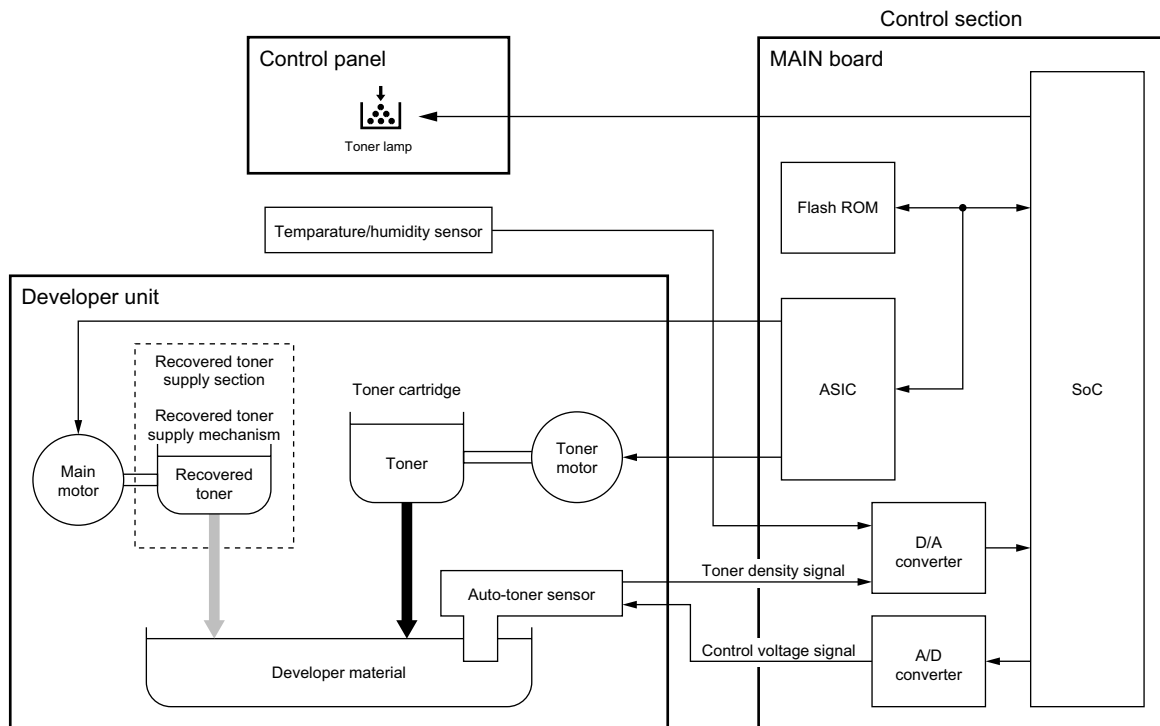 Control section
Control panel
MAIN board
Toner lamp
Flash ROM
Temparature/humidity sensor
Developer unit
Recovered toner
supply section
Toner cartridge
ASIC
SoC
Recovered toner
supply mechanism
Main
motor
Recovered
toner
Toner
Toner
motor
D/A
converter
Toner density signal
Auto-toner sensor
Control voltage signal
A/D
converter
Developer material